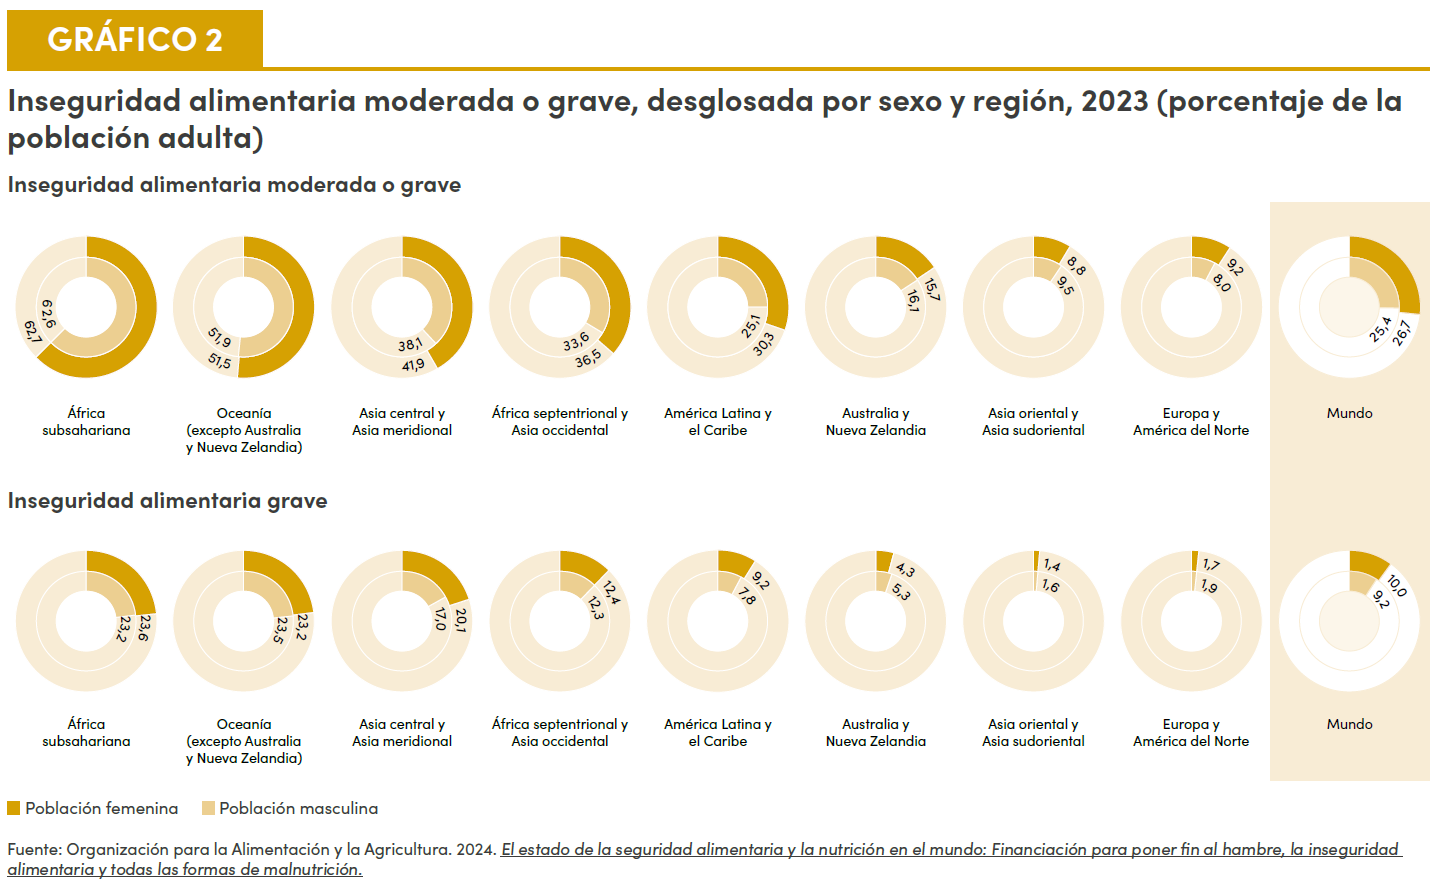 GRÁFICO 2
Inseguridad alimentaria moderada o grave, desglosada por sexo y región, 2023 (porcentaje de la
población adulta)
Inseguridad alimentaria moderada o grave
62,6
62,7
51,9
51,5
38,1
41,9
33,6
36,5
25,1
30,3
15,7
16,1
8,8
9,5
9,2
8,0
25,4
26,7
África
subsahariana
Oceanía
(excepto Australia
y Nueva Zelandia)
Asia central y
Asia meridional
África septentrional y
Asia occidental
América Latina y
el Caribe
Australia y
Nueva Zelandia
Asia oriental y
Asia sudoriental
Europa y
América del Norte
Mundo
Inseguridad alimentaria grave
23,2
23,6
23,5
23,2
17,0
20,1
12,4
12,3
9,2
7,8
4,3
5,3
1,4
1,6
1,7
1,9
10,0
9,2
África
subsahariana
Oceanía
(excepto Australia
y Nueva Zelandia)
Asia central y
Asia meridional
África septentrional y
Asia occidental
América Latina y
el Caribe
Australia y
Nueva Zelandia
Asia oriental y
Asia sudoriental
Europa y
América del Norte
Mundo
Población femenina
Población masculina
Fuente: Organización para la Alimentación y la Agricultura. 2024. El estado de la seguridad alimentaria y la nutrición en el mundo: Financiación para poner fin al hambre, la inseguridad
alimentaria y todas las formas de malnutrición.